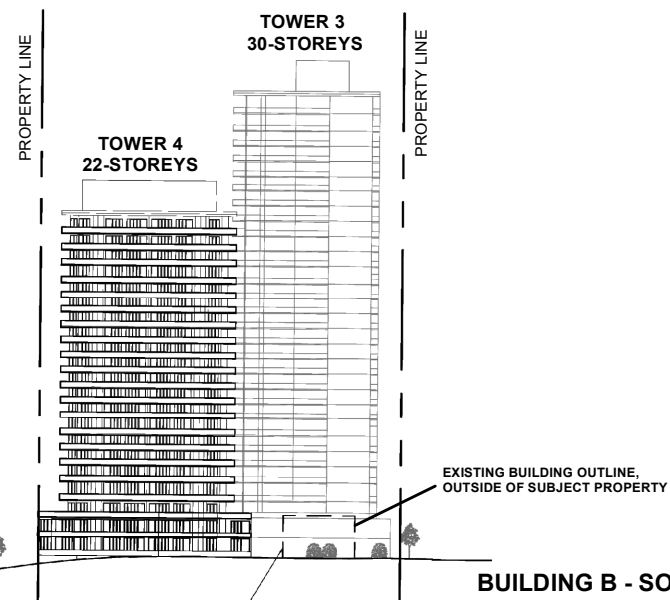 TOWER 3
30-STOREYS
PROPERTY LINE
PROPERTY LINE
TOWER 4
22-STOREYS
EXISTING BUILDING OUTLINE,
OUTSIDE OF SUBJECT PROPERTY
BUILDING B - SO